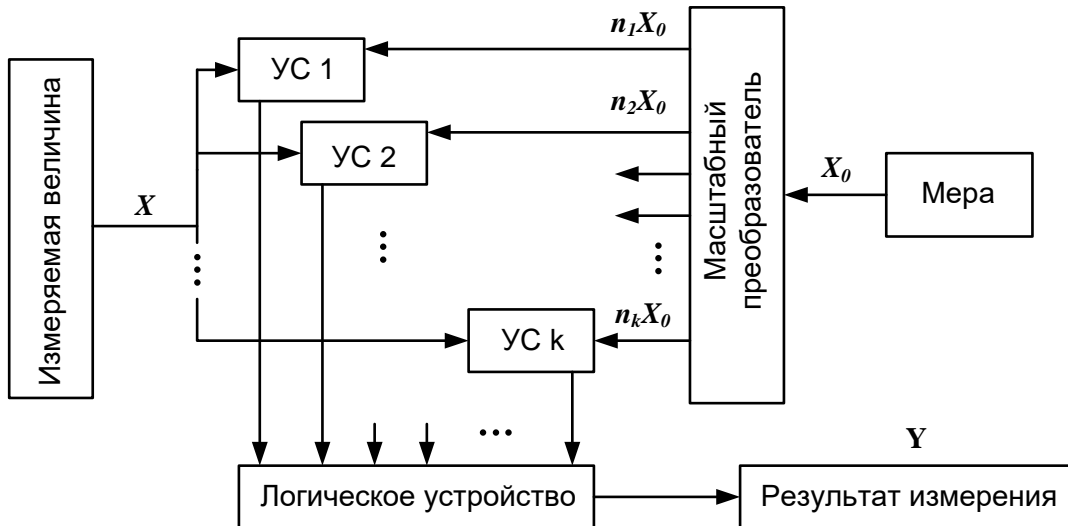 Измеряемая величина
X
УС 1
n₁X₀
УС 2
n₂X₀
УС k
nₖX₀
Масштабный
преобразователь
X₀
Мера
Логическое устройство
Y
Результат измерения